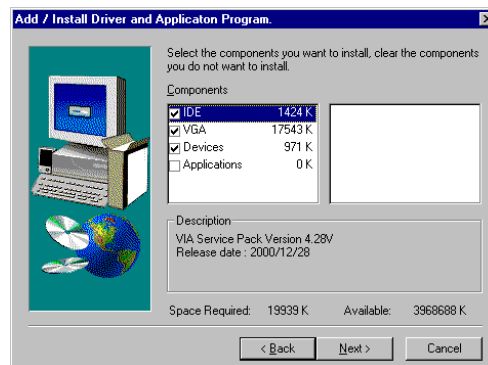 Add / Install Driver and Applicaton Program.
Select the components you want to install, clear the components
you do not want to install.
Components
IDE 1424 K
VGA 17543 K
Devices 971 K
Applications 0 K
Description
VIA Service Pack Version 4.28V
Release date : 2000/12/28
Space Required: 19939 K Available: 3968688 K
< Back Next > Cancel